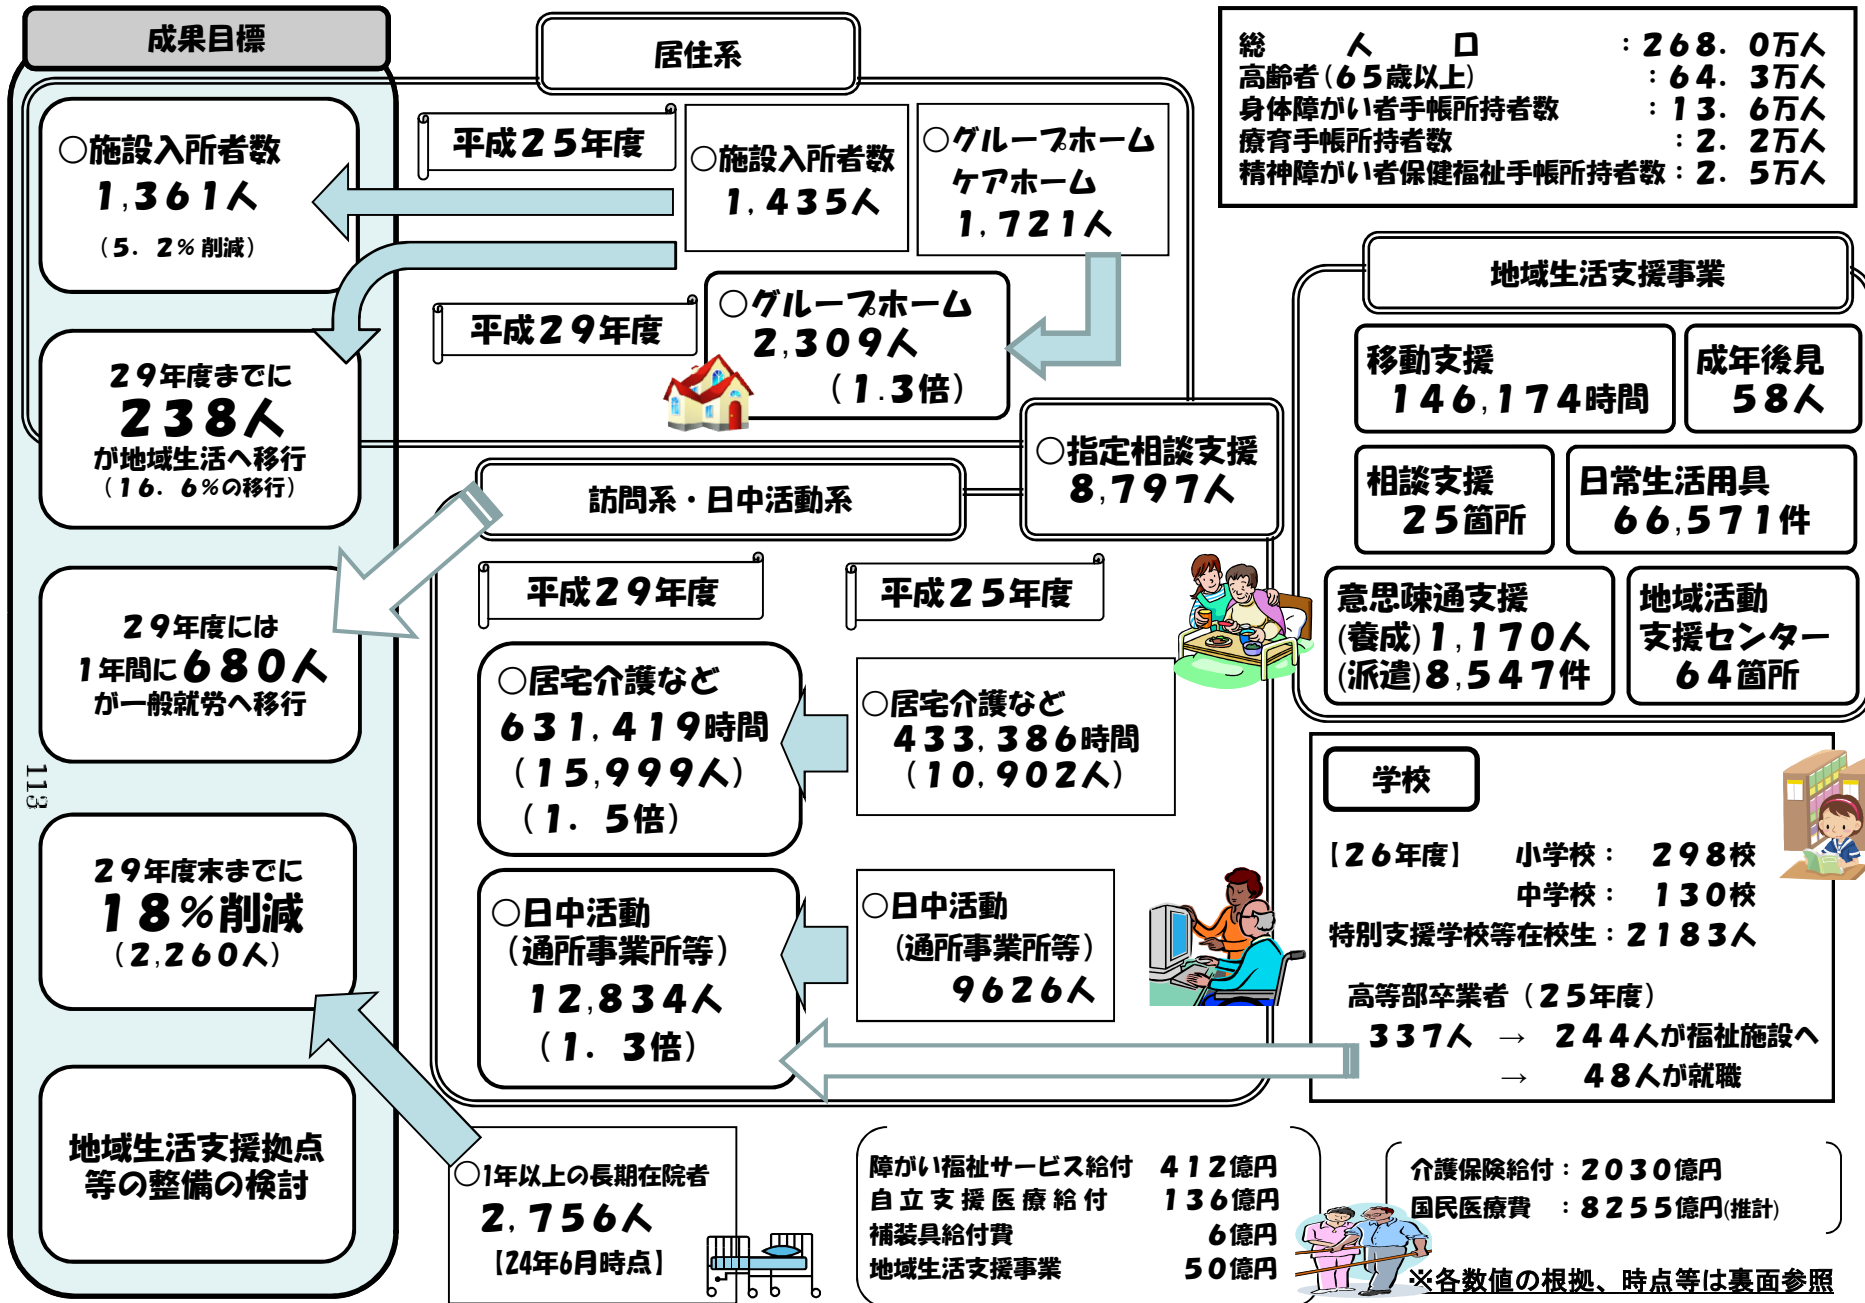 成果目標
○施設入所者数
1,361人
(5．2％削減)
29年度までに
238人
が地域生活へ移行
(16．6％の移行)
29年度には
1年間に680人
が一般就労へ移行
29年度末までに
18％削減
(2,260人)
地域生活支援拠点
等の整備の検討
113
居住系
平成25年度
○施設入所者数
1,435人
○グループホーム
ケアホーム
1,721人
平成29年度
○グループホーム
2,309人
(1.3倍)
○指定相談支援
8,797人
訪問系・日中活動系
平成29年度
平成25年度
○居宅介護など
631,419時間
(15,999人)
(1．5倍)
○居宅介護など
433,386時間
(10,902人)
○日中活動
(通所事業所等)
12,834人
(1．3倍)
○日中活動
(通所事業所等)
9626人
○1年以上の長期在院者
2,756人
【24年6月時点】
総人口：268．0万人
高齢者(65歳以上)：64．3万人
身体障がい者手帳所持者数：13．6万人
療育手帳所持者数：2．2万人
精神障がい者保健福祉手帳所持者数：2．5万人
地域生活支援事業
移動支援
146,174時間
成年後見
58人
相談支援
25箇所
日常生活用具
66,571件
意思疎通支援
(養成)1,170人
(派遣)8,547件
地域活動
支援センター
64箇所
学校
【26年度】 小学校： 298校
中学校： 130校
特別支援学校等在校生：2183人
高等部卒業者(25年度)
337人 → 244人が福祉施設へ
→ 48人が就職
障がい福祉サービス給付 412億円
自立支援医療給付 136億円
補装具給付費 6億円
地域生活支援事業 50億円
介護保険給付：2030億円
国民医療費 ：8255億円(推計)
※各数値の根拠、時点等は裏面参照